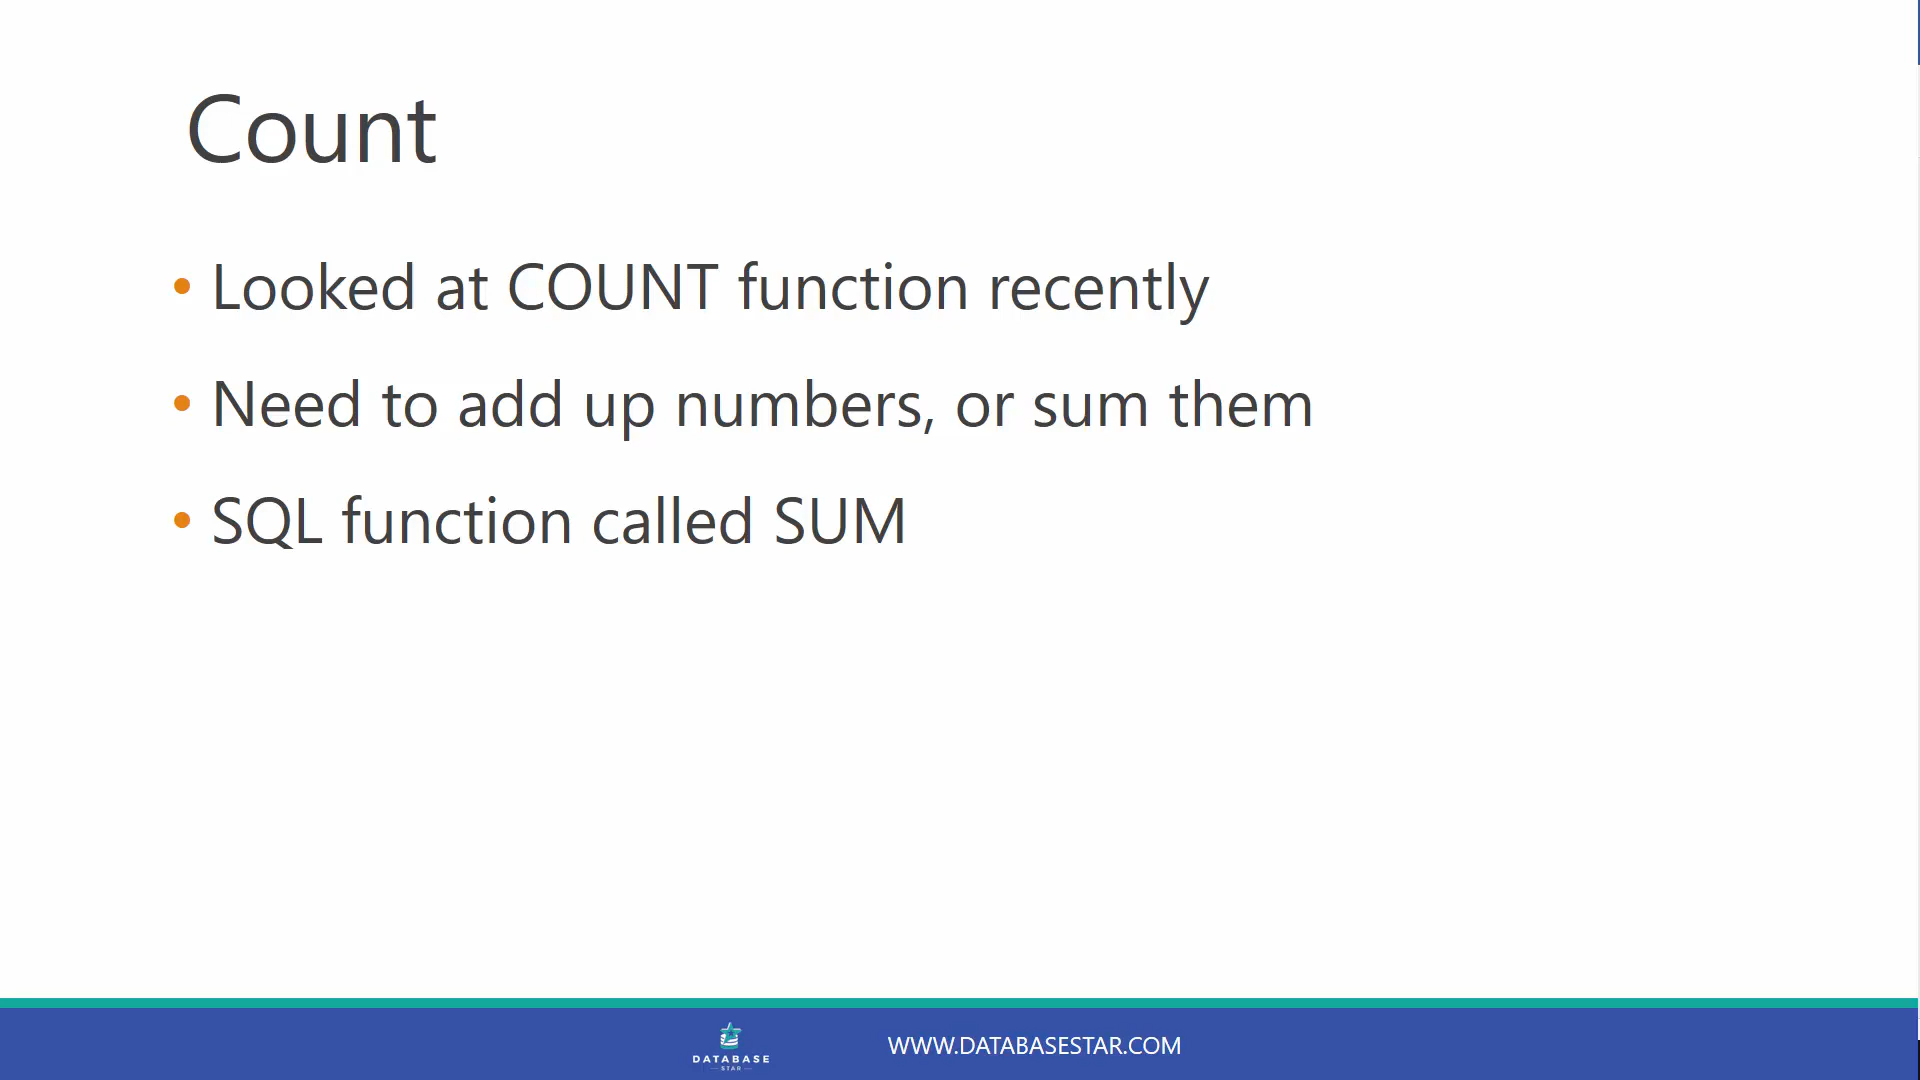 Count
• Looked at COUNT function recently
• Need to add up numbers, or sum them
• SQL function called SUM
DATABASE
STAR
WWW.DATABASESTAR.COM